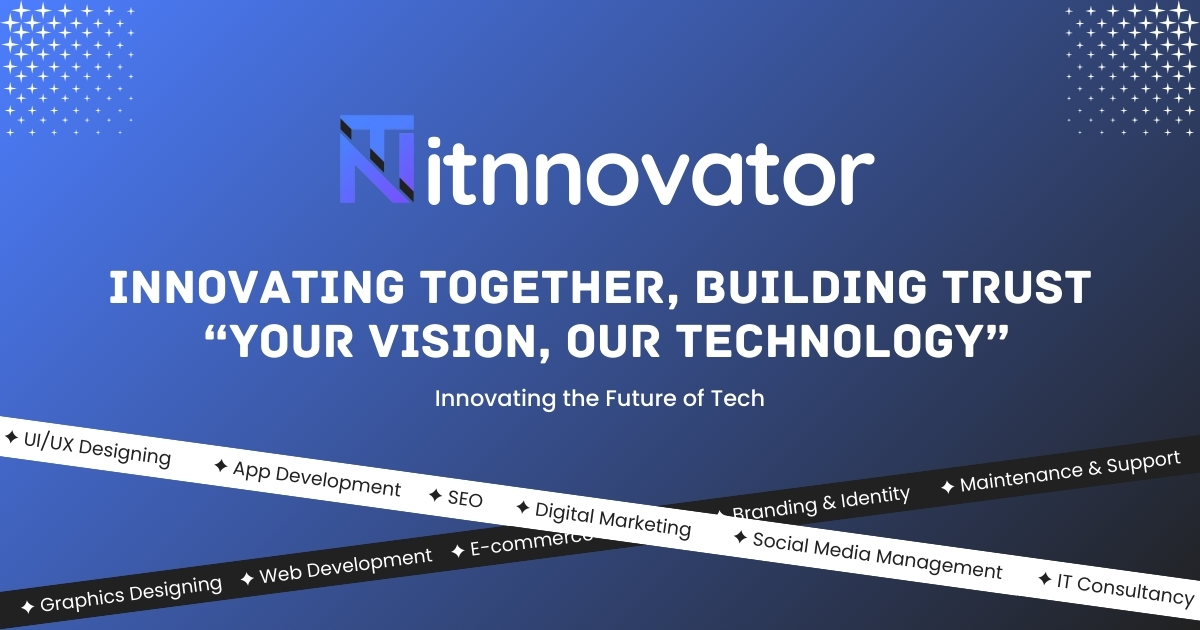 itnnovator
INNOVATING TOGETHER, BUILDING TRUST
“YOUR VISION, OUR TECHNOLOGY”
Innovating the Future of Tech
✦ UI/UX Designing ✦ App Development ✦ SEO ✦ Digital Marketing ✦ Social Media Management ✦ IT Consultancy
✦ Graphics Designing ✦ Web Development ✦ E-commerce ✦ Branding & Identity ✦ Maintenance & Support